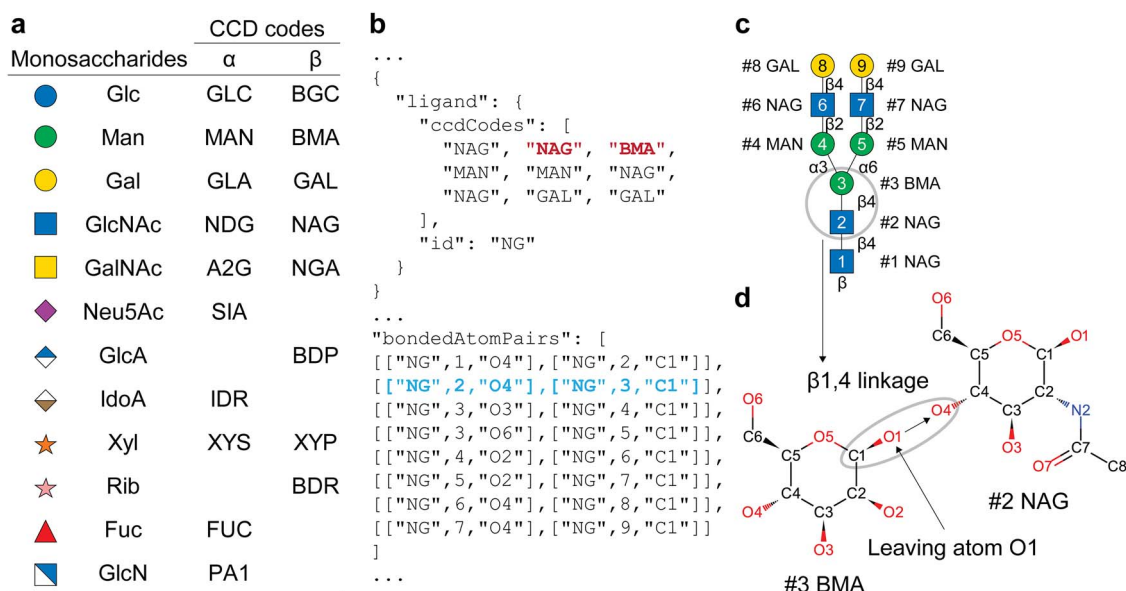 a
CCD codes
Monosaccharides α β
Glc GLC BGC
Man MAN BMA
Gal GLA GAL
GlcNAc NDG NAG
GalNAc A2G NGA
Neu5Ac SIA
GlcA BDP
IdoA IDR
Xyl XYS XYP
Rib BDR
Fuc FUC
GlcN PA1
b
...
{
"ligand": {
"ccdCodes": [
"NAG", "NAG", "BMA",
"MAN", "MAN", "NAG",
"NAG", "GAL", "GAL"
],
"id": "NG"
}
}
...
"bondedAtomPairs": [
[["NG",1,"O4"],["NG",2,"C1"]],
[["NG",2,"O4"],["NG",3,"C1"]],
[["NG",3,"O3"],["NG",4,"C1"]],
[["NG",3,"O6"],["NG",5,"C1"]],
[["NG",4,"O2"],["NG",6,"C1"]],
[["NG",5,"O2"],["NG",7,"C1"]],
[["NG",6,"O4"],["NG",8,"C1"]],
[["NG",7,"O4"],["NG",9,"C1"]]
]
...
c
#8 GAL 8 9 #9 GAL
β4 β4
#6 NAG 6 7 #7 NAG
β2 β2
#4 MAN 4 5 #5 MAN
α3 α6
3 #3 BMA
β4
2 #2 NAG
β4
1 #1 NAG
β
d
β1,4 linkage
O6
C6 O5 O1
C5 C1
C4 C2
O4 C3 N2
O3 C7
O7 C8
#2 NAG
O6
C6 O5 O1
C5 C1
C4 C2
O4 C3 O2
O3
Leaving atom O1
#3 BMA